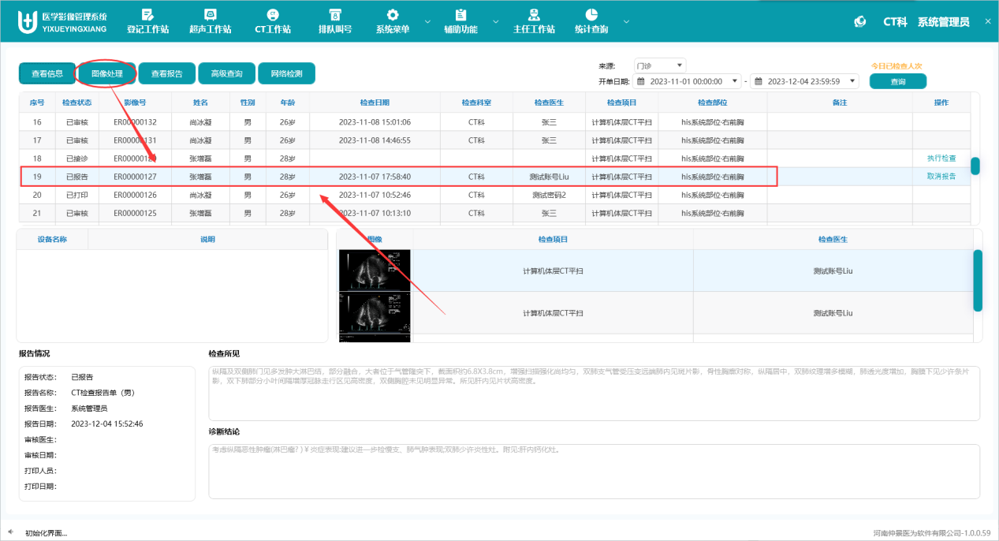 医学影像管理系统
YIXUEYINGXIANG
登记工作站 超声工作站 CT工作站 排队叫号 系统菜单 辅助功能 主任工作站 统计查询
CT科 系统管理员 ×
查看信息 图像处理 查看报告 高级查询 网络检测
来源: 门诊
今日已检查人次
开单日期: 2023-11-01 00:00:00 - 2023-12-04 23:59:59 查询
序号 检查状态 影像号 姓名 性别 年龄 检查日期 检查科室 检查医生 检查项目 检查部位 备注 操作
16 已审核 ER00000132 尚冰凝 男 26岁 2023-11-08 15:01:06 CT科 张三 计算机体层CT平扫 his系统部位-右前胸
17 已审核 ER00000131 尚冰凝 男 26岁 2023-11-08 14:46:55 CT科 张三 计算机体层CT平扫 his系统部位-右前胸
18 已接诊 张增磊 男 28岁 计算机体层CT平扫 his系统部位-右前胸 执行检查
19 已报告 ER00000127 张增磊 男 28岁 2023-11-07 17:58:40 CT科 测试账号Liu 计算机体层CT平扫 his系统部位-右前胸 取消报告
20 已打印 ER00000126 尚冰凝 男 26岁 2023-11-07 10:52:46 CT科 测试密码2 计算机体层CT平扫 his系统部位-右前胸
21 已审核 ER00000125 张增磊 男 28岁 2023-11-07 10:13:10 CT科 张三 计算机体层CT平扫 his系统部位-右前胸
设备名称 说明
图像 检查项目 检查医生
计算机体层CT平扫 测试账号Liu
计算机体层CT平扫 测试账号Liu
报告情况
报告状态: 已报告
报告名称: CT检查报告单（男）
报告医生: 系统管理员
报告日期: 2023-12-04 15:52:46
审核医生:
审核日期:
打印人员:
打印日期:
检查所见
纵隔及双侧肺门见多发肿大淋巴结，部分融合，大者位于气管隆突下，截面积约6.8X3.8cm，增强扫描强化尚均匀，双肺支气管受压变远端肺内见斑片影，骨性胸廓对称，纵隔居中，双肺纹理增多模糊，肺透光度增加，胸膜下见少许条片
影，双下肺部分小叶间隔增厚冠脉走行区见高密度，双侧胸腔未见明显异常。所见肝内见片状高密度。
诊断结论
考虑纵隔恶性肿瘤(淋巴瘤?)￥炎症表现:建议进一步检慢支、肺气肿表现;双肺少许炎性灶。附见:肝内钙化灶。
初始化界面...
河南仲景医为软件有限公司-1.0.0.59